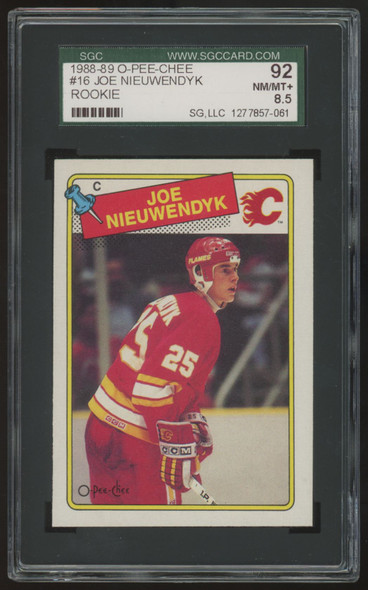 SGC WWW.SGCCARD.COM
1988-89 O-PEE-CHEE
#16 JOE NIEUWENDYK
ROOKIE
92
NM/MT+
8.5
SG, LLC 1277857-061
C
JOE
NIEUWENDYK
C
FLAMES
25
25
CCM
O-Pee-Chee